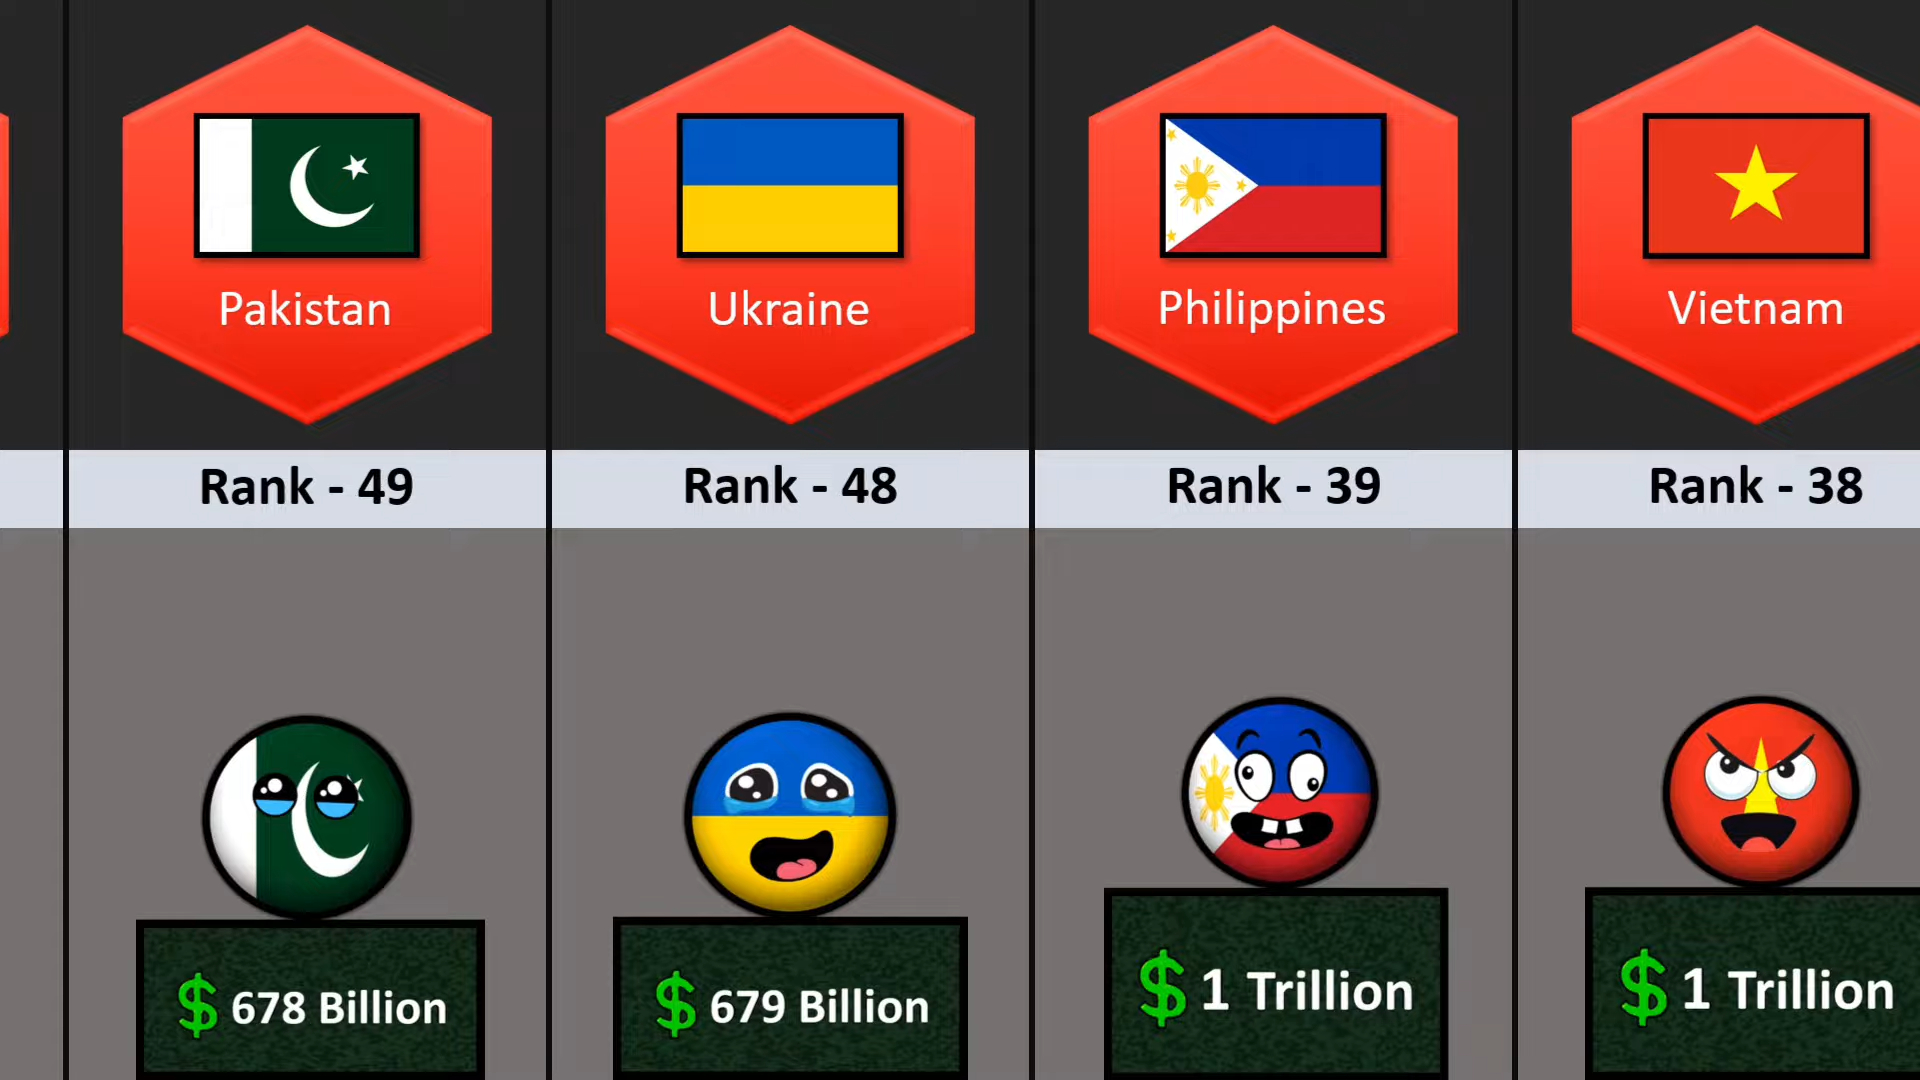 Pakistan
Ukraine
Philippines
Vietnam
Rank - 49
Rank - 48
Rank - 39
Rank - 38
$ 678 Billion
$ 679 Billion
$ 1 Trillion
$ 1 Trillion